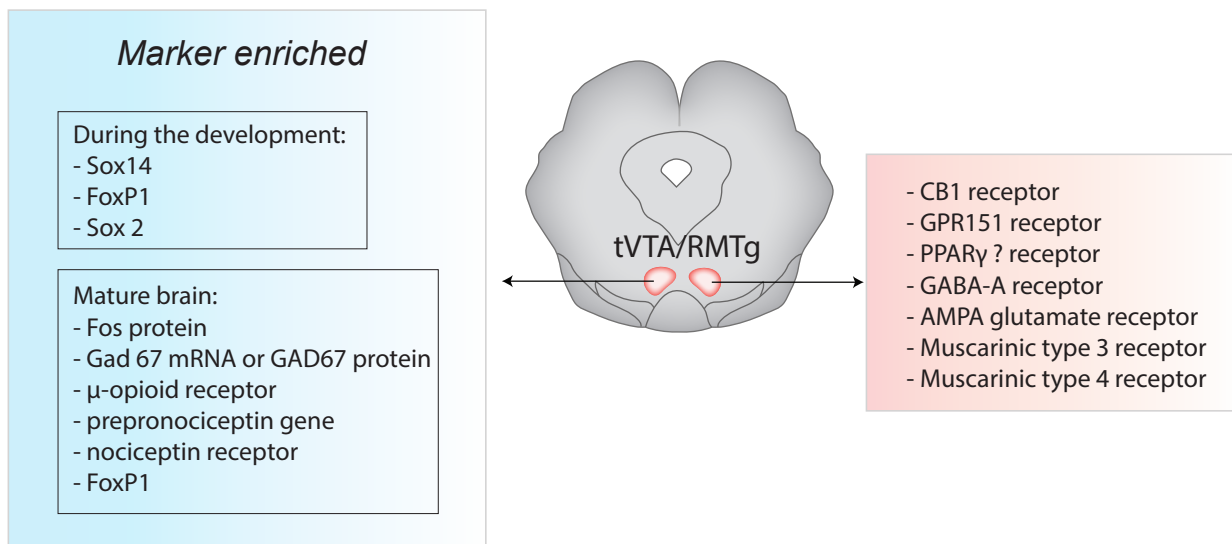 Marker enriched
During the development:
- Sox14
- FoxP1
- Sox 2
Mature brain:
- Fos protein
- Gad 67 mRNA or GAD67 protein
- μ-opioid receptor
- prepronociceptin gene
- nociceptin receptor
- FoxP1
tVTA/RMTg
- CB1 receptor
- GPR151 receptor
- PPARγ ? receptor
- GABA-A receptor
- AMPA glutamate receptor
- Muscarinic type 3 receptor
- Muscarinic type 4 receptor